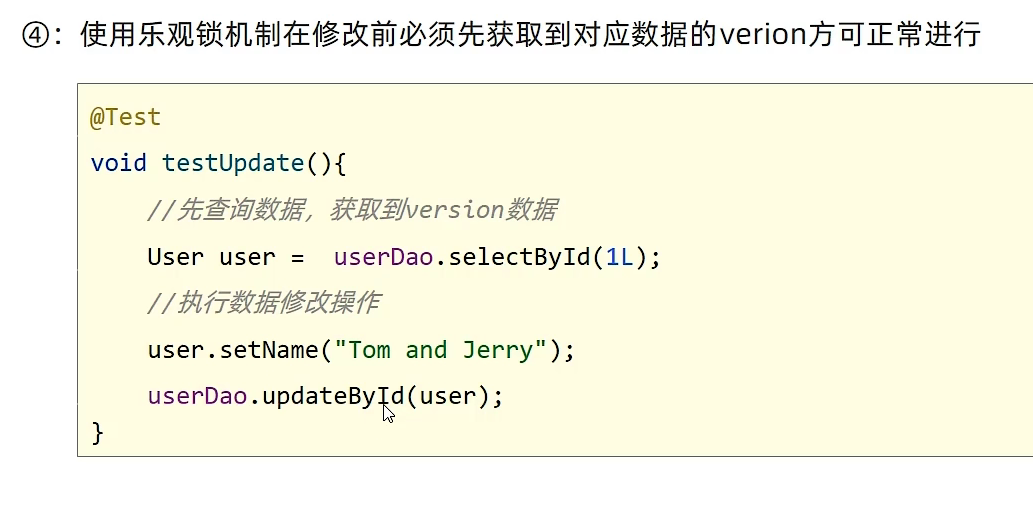 ④：使用乐观锁机制在修改前必须先获取到对应数据的verion方可正常进行
@Test
void testUpdate(){
//先查询数据，获取到version数据
User user = userDao.selectById(1L);
//执行数据修改操作
user.setName("Tom and Jerry");
userDao.updateById(user);
}